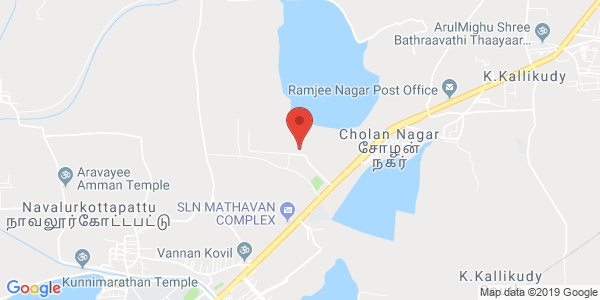 ArulMighu Shree
Bathraavathi Thaayaar...
K.Kallikudy
Ramjee Nagar Post Office
Cholan Nagar
சோழன்
நகர்
Aravayee
Amman Temple
Navalurkottapattu
நாவலூர்கோட்டபட்டு
SLN MATHAVAN
COMPLEX
Vannan Kovil
Kunnimarathan Temple
K.Kallikudy
Google
Map data ©2019 Google